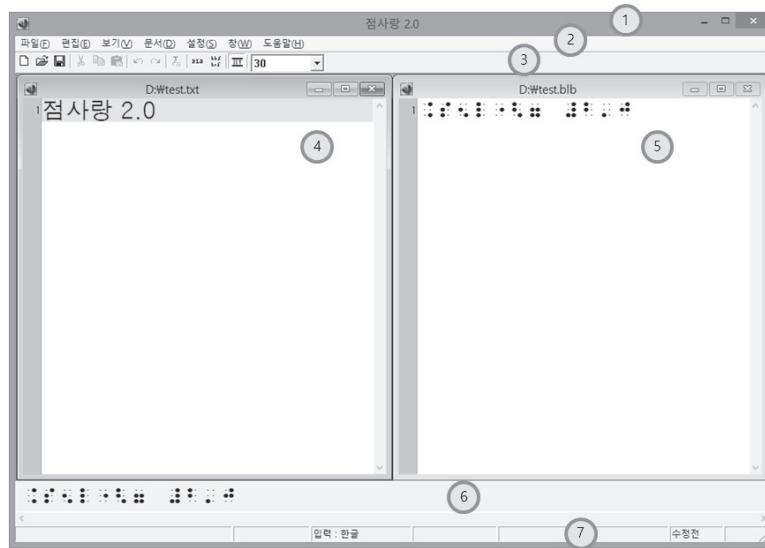 점사랑 2.0
1
파일(F) 편집(E) 보기(V) 문서(D) 설정(S) 창(W) 도움말(H)
2
30
3
D:₩test.txt
D:₩test.blb
1 점사랑 2.0
1 ⠨⠎⠢⠇⠐⠣⠶ ⠼⠃⠲⠚
4
5
6
입력 : 한글
7
수정전